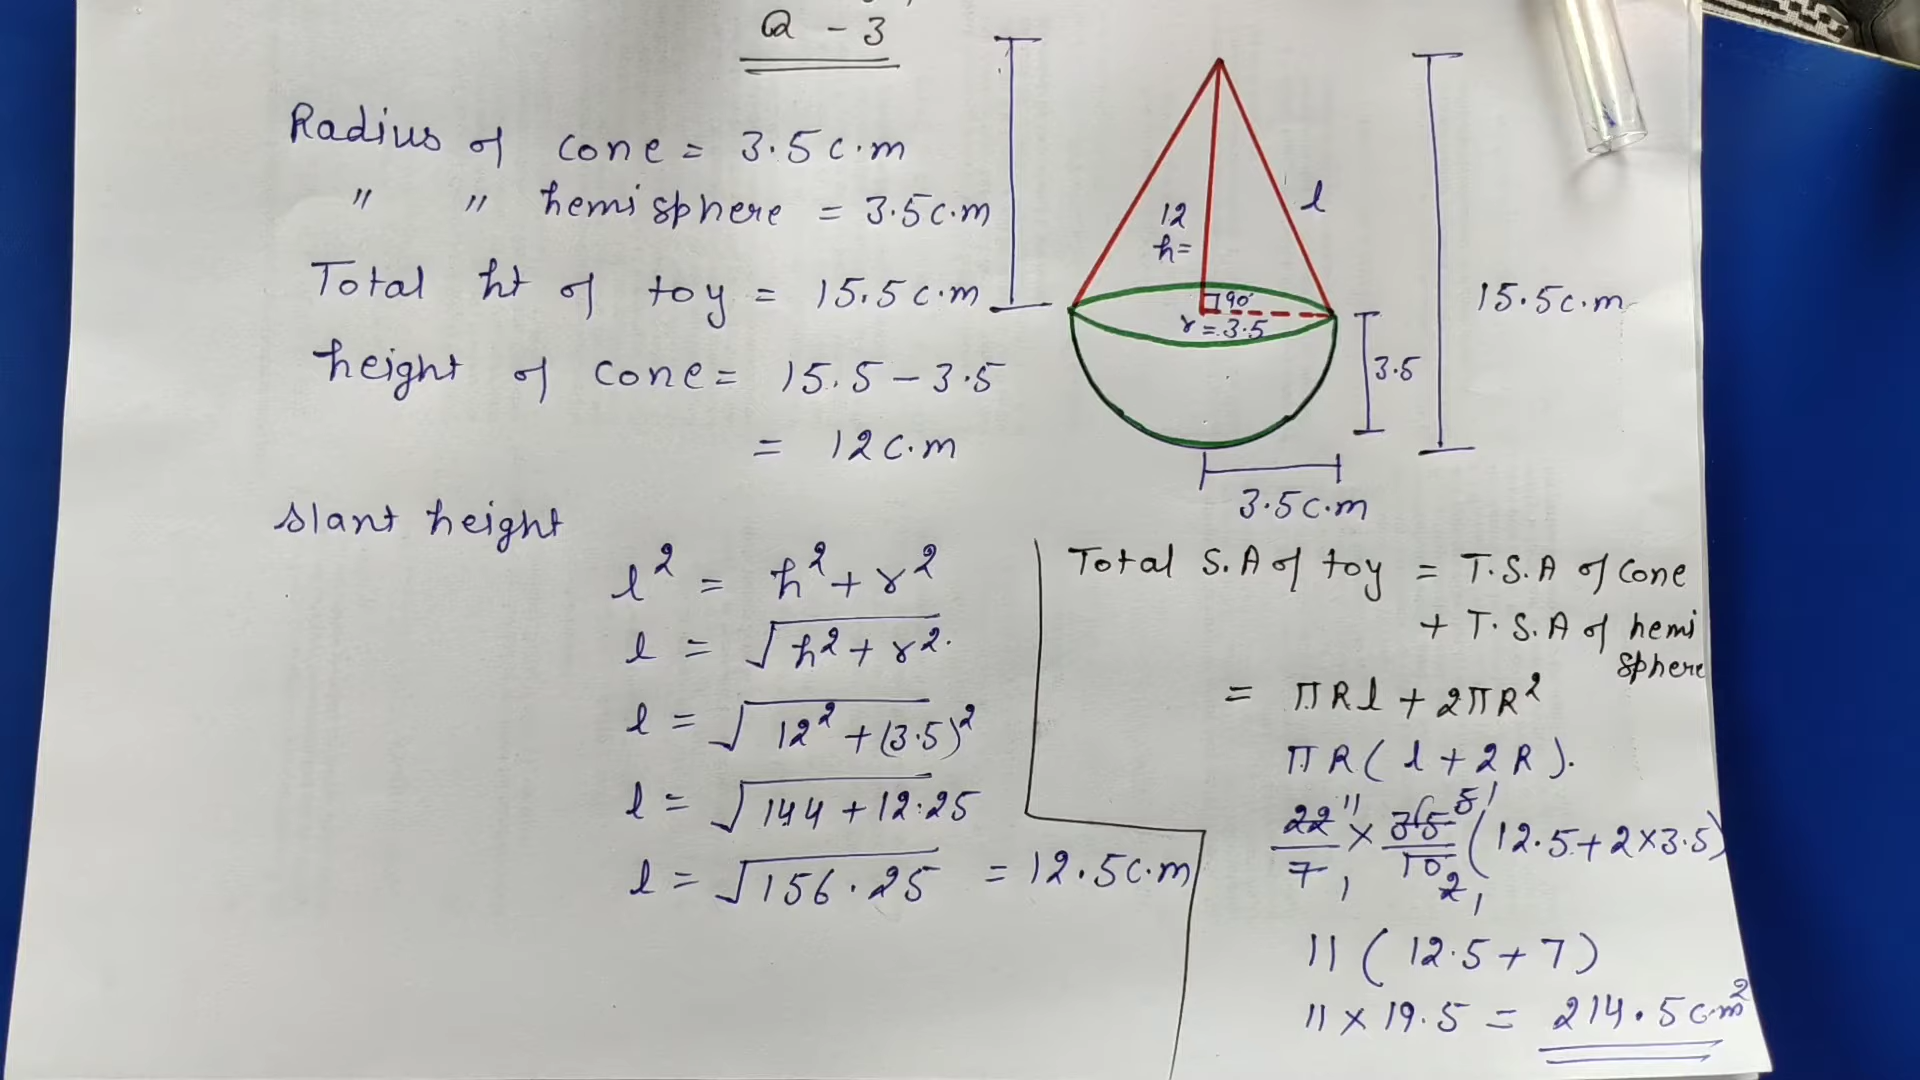 Q - 3
Radius of cone = 3.5 c.m
" " hemisphere = 3.5 c.m
Total ht of toy = 15.5 c.m
height of cone = 15.5 - 3.5
= 12 c.m
12
h=
l
90°
r = 3.5
3.5
15.5 c.m
3.5 c.m
slant height
l² = h² + r²
l = √h² + r².
l = √12² + (3.5)²
l = √144 + 12.25
l = √156.25 = 12.5 c.m
Total S.A of toy = T.S.A of cone
+ T.S.A of hemi
sphere
= πRl + 2πR²
πR ( l + 2R ).
22/7 × 35/10 ( 12.5 + 2 × 3.5 )
11 ( 12.5 + 7 )
11 × 19.5 = 214.5 c.m²